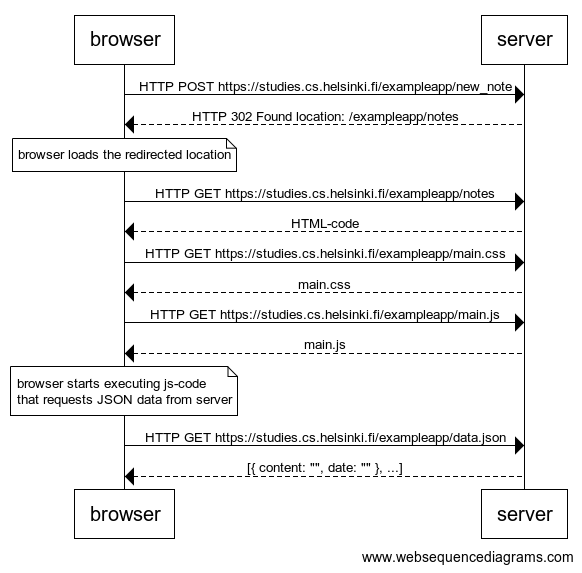 browser server
HTTP POST https://studies.cs.helsinki.fi/exampleapp/new_note
HTTP 302 Found location: /exampleapp/notes
browser loads the redirected location
HTTP GET https://studies.cs.helsinki.fi/exampleapp/notes
HTML-code
HTTP GET https://studies.cs.helsinki.fi/exampleapp/main.css
main.css
HTTP GET https://studies.cs.helsinki.fi/exampleapp/main.js
main.js
browser starts executing js-code
that requests JSON data from server
HTTP GET https://studies.cs.helsinki.fi/exampleapp/data.json
[{ content: "", date: "" }, ...]
browser server
www.websequencediagrams.com